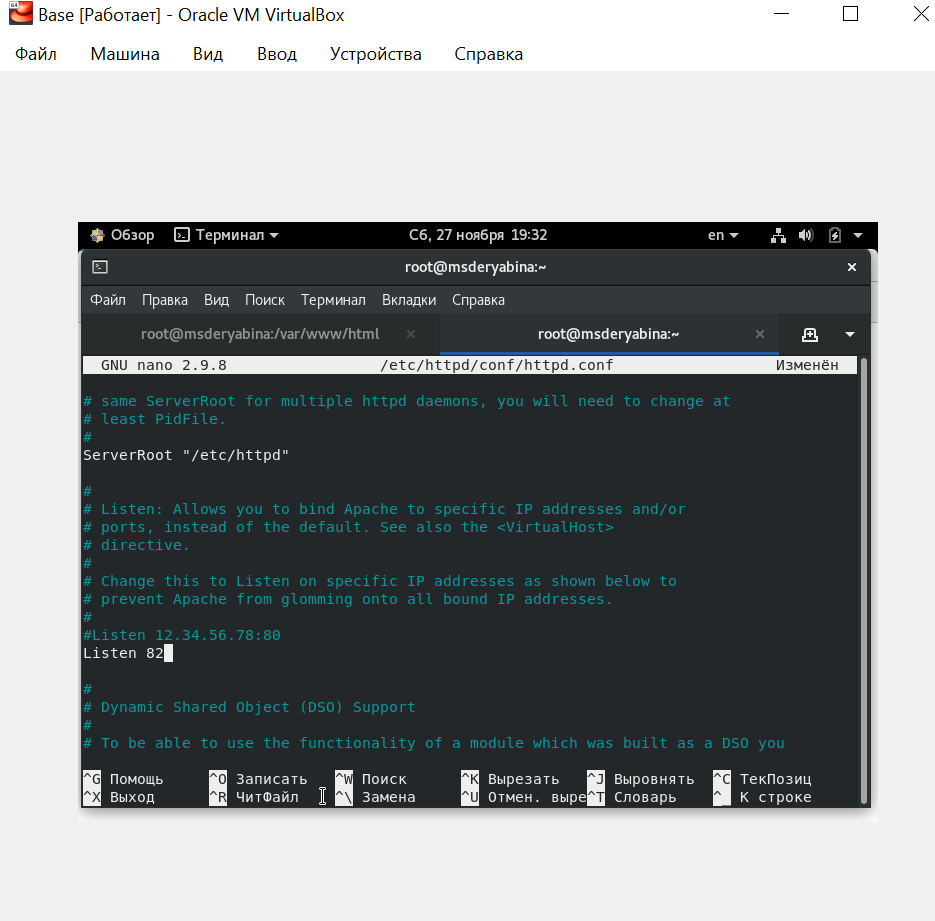 Base [Работает] - Oracle VM VirtualBox
Файл Машина Вид Ввод Устройства Справка
Обзор Терминал Сб, 27 ноября 19:32 en
root@msderyabina:~
Файл Правка Вид Поиск Терминал Вкладки Справка
root@msderyabina:/var/www/html root@msderyabina:~
GNU nano 2.9.8 /etc/httpd/conf/httpd.conf Изменён
# same ServerRoot for multiple httpd daemons, you will need to change at
# least PidFile.
#
ServerRoot "/etc/httpd"
#
# Listen: Allows you to bind Apache to specific IP addresses and/or
# ports, instead of the default. See also the <VirtualHost>
# directive.
#
# Change this to Listen on specific IP addresses as shown below to
# prevent Apache from glomming onto all bound IP addresses.
#
#Listen 12.34.56.78:80
Listen 82
#
# Dynamic Shared Object (DSO) Support
#
# To be able to use the functionality of a module which was built as a DSO you
^G Помощь ^O Записать ^W Поиск ^K Вырезать ^J Выровнять ^C ТекПозиц
^X Выход ^R ЧитФайл ^\ Замена ^U Отмен. выре^T Словарь ^_ К строке